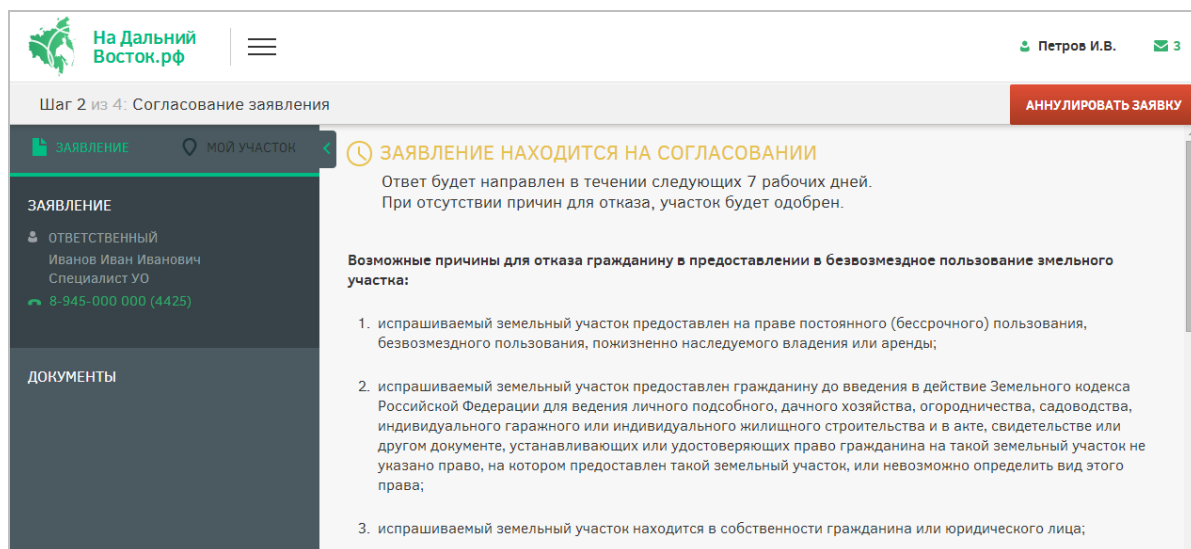 На Дальний
Восток.рф
Петров И.В.
3
Шаг 2 из 4: Согласование заявления
АННУЛИРОВАТЬ ЗАЯВКУ
ЗАЯВЛЕНИЕ
МОЙ УЧАСТОК
ЗАЯВЛЕНИЕ
ОТВЕТСТВЕННЫЙ
Иванов Иван Иванович
Специалист УО
8-945-000 000 (4425)
ДОКУМЕНТЫ
ЗАЯВЛЕНИЕ НАХОДИТСЯ НА СОГЛАСОВАНИИ
Ответ будет направлен в течении следующих 7 рабочих дней.
При отсутствии причин для отказа, участок будет одобрен.
Возможные причины для отказа гражданину в предоставлении в безвозмездное пользование змельного
участка:
1. испрашиваемый земельный участок предоставлен на праве постоянного (бессрочного) пользования,
безвозмездного пользования, пожизненно наследуемого владения или аренды;
2. испрашиваемый земельный участок предоставлен гражданину до введения в действие Земельного кодекса
Российской Федерации для ведения личного подсобного, дачного хозяйства, огородничества, садоводства,
индивидуального гаражного или индивидуального жилищного строительства и в акте, свидетельстве или
другом документе, устанавливающих или удостоверяющих право гражданина на такой земельный участок не
указано право, на котором предоставлен такой земельный участок, или невозможно определить вид этого
права;
3. испрашиваемый земельный участок находится в собственности гражданина или юридического лица;